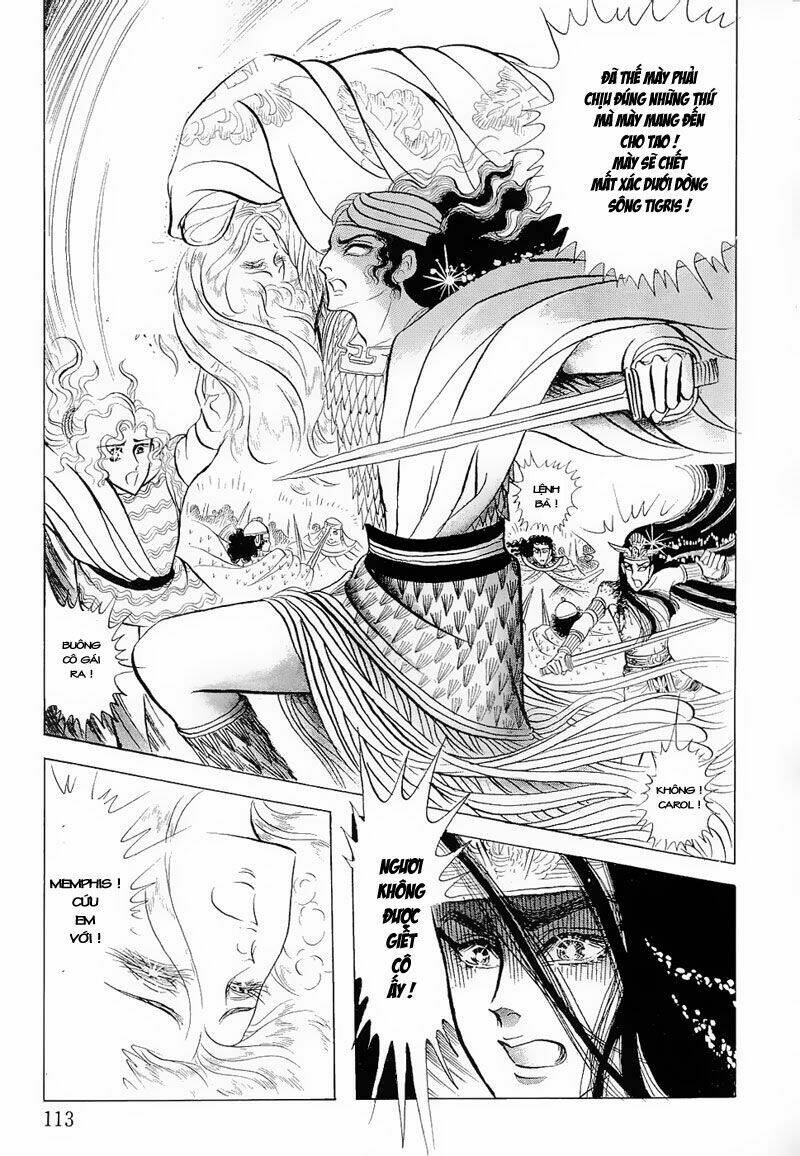 ĐÃ THẾ MÀY PHẢI
CHỊU ĐÚNG NHỮNG THỨ
MÀ MÀY MANG ĐẾN
CHO TAO !
MÀY SẼ CHẾT
MẤT XÁC DƯỚI DÒNG
SÔNG TIGRIS !
LỆNH
BÀ !
BUÔNG
CÔ GÁI
RA !
KHÔNG !
CAROL !
MEMPHIS !
CỨU
EM
VỚI !
NGƯƠI
KHÔNG
ĐƯỢC
GIẾT
CÔ
ẤY !
113